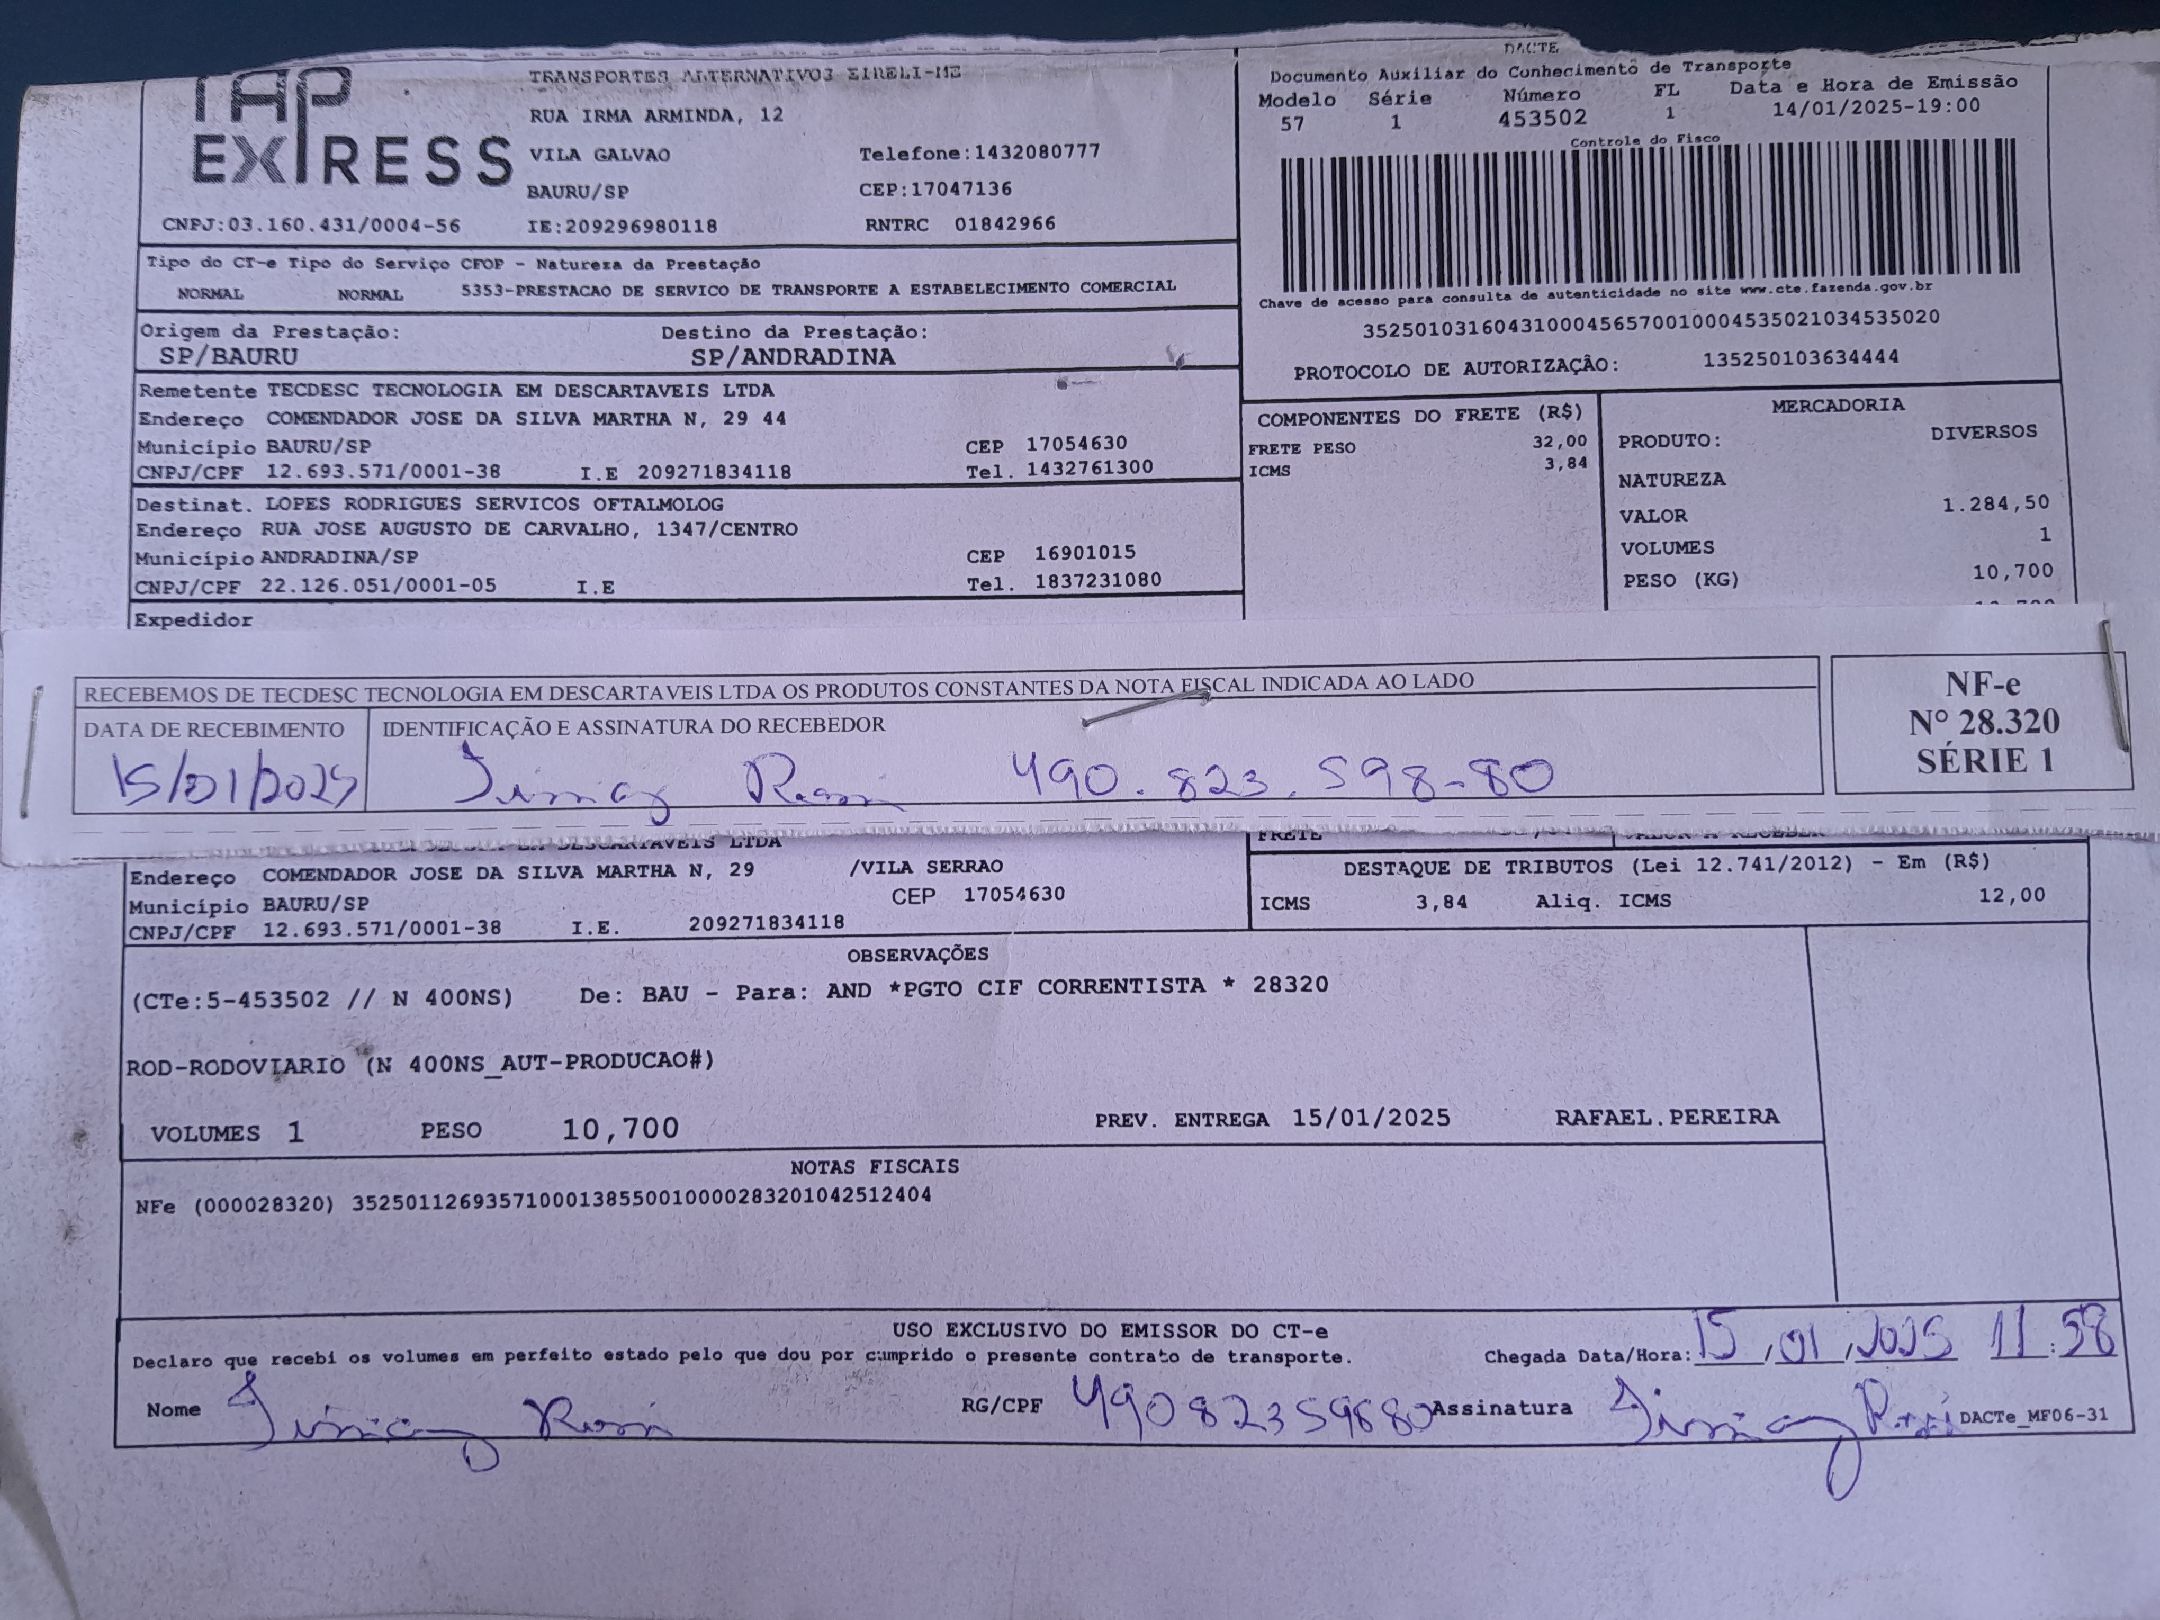 TAP
EXPRESS
TRANSPORTES ALTERNATIVOS EIRELI-ME
RUA IRMA ARMINDA, 12
VILA GALVAO Telefone:1432080777
BAURU/SP CEP:17047136
CNPJ:03.160.431/0004-56 IE:209296980118 RNTRC 01842966
DACTE
Documento Auxiliar do Conhecimento de Transporte
Modelo Série Número FL Data e Hora de Emissão
57 1 453502 1 14/01/2025-19:00
Controle do Fisco
Chave de acesso para consulta de autenticidade no site www.cte.fazenda.gov.br
35250103160431000456570010004535021034535020
PROTOCOLO DE AUTORIZAÇÃO: 135250103634444
Tipo do CT-e Tipo do Serviço CFOP - Natureza da Prestação
NORMAL NORMAL 5353-PRESTACAO DE SERVICO DE TRANSPORTE A ESTABELECIMENTO COMERCIAL
Origem da Prestação: Destino da Prestação:
SP/BAURU SP/ANDRADINA
Remetente TECDESC TECNOLOGIA EM DESCARTAVEIS LTDA
Endereço COMENDADOR JOSE DA SILVA MARTHA N, 29 44
Município BAURU/SP CEP 17054630
CNPJ/CPF 12.693.571/0001-38 I.E 209271834118 Tel. 1432761300
Destinat. LOPES RODRIGUES SERVICOS OFTALMOLOG
Endereço RUA JOSE AUGUSTO DE CARVALHO, 1347/CENTRO
Município ANDRADINA/SP CEP 16901015
CNPJ/CPF 22.126.051/0001-05 I.E Tel. 1837231080
Expedidor
COMPONENTES DO FRETE (R$)
FRETE PESO 32,00
ICMS 3,84
MERCADORIA
PRODUTO: DIVERSOS
NATUREZA
VALOR 1.284,50
VOLUMES 1
PESO (KG) 10,700
RECEBEMOS DE TECDESC TECNOLOGIA EM DESCARTAVEIS LTDA OS PRODUTOS CONSTANTES DA NOTA FISCAL INDICADA AO LADO
DATA DE RECEBIMENTO IDENTIFICAÇÃO E ASSINATURA DO RECEBEDOR
15/01/2025 490.823.598-80
NF-e
Nº 28.320
SÉRIE 1
DESCARTAVEIS LTDA
Endereço COMENDADOR JOSE DA SILVA MARTHA N, 29 /VILA SERRAO
Município BAURU/SP CEP 17054630
CNPJ/CPF 12.693.571/0001-38 I.E. 209271834118
FRETE VALOR A RECEBER
DESTAQUE DE TRIBUTOS (Lei 12.741/2012) - Em (R$)
ICMS 3,84 Aliq. ICMS 12,00
OBSERVAÇÕES
(CTe:5-453502 // N 400NS) De: BAU - Para: AND *PGTO CIF CORRENTISTA * 28320
ROD-RODOVIARIO (N 400NS_AUT-PRODUCAO#)
VOLUMES 1 PESO 10,700 PREV. ENTREGA 15/01/2025 RAFAEL.PEREIRA
NOTAS FISCAIS
NFe (000028320) 35250112693571000138550010000283201042512404
USO EXCLUSIVO DO EMISSOR DO CT-e
Declaro que recebi os volumes em perfeito estado pelo que dou por cumprido o presente contrato de transporte. Chegada Data/Hora: 15/01/2025 11:58
Nome RG/CPF 49082359880 Assinatura DACTe_MF06-31